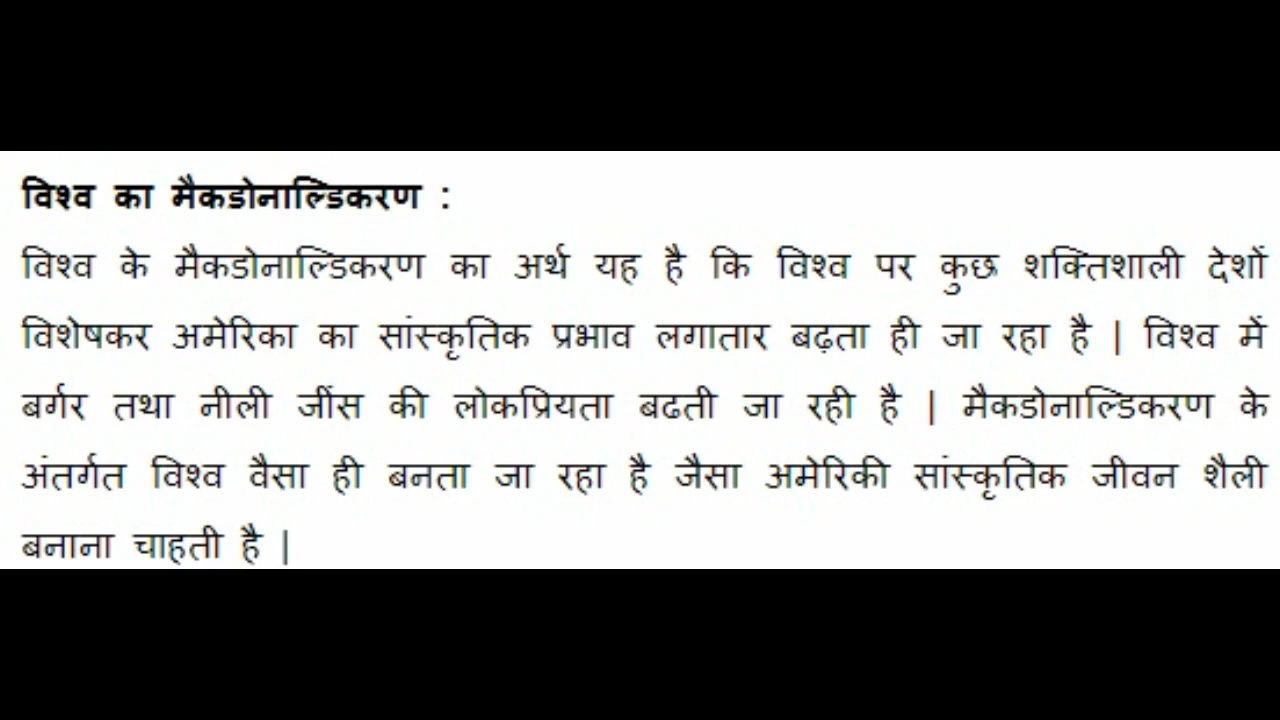 विश्व का मैकडोनाल्डिकरण :
विश्व के मैकडोनाल्डिकरण का अर्थ यह है कि विश्व पर कुछ शक्तिशाली देशों
विशेषकर अमेरिका का सांस्कृतिक प्रभाव लगातार बढ़ता ही जा रहा है | विश्व में
बर्गर तथा नीली जींस की लोकप्रियता बढती जा रही है | मैकडोनाल्डिकरण के
अंतर्गत विश्व वैसा ही बनता जा रहा है जैसा अमेरिकी सांस्कृतिक जीवन शैली
बनाना चाहती है |